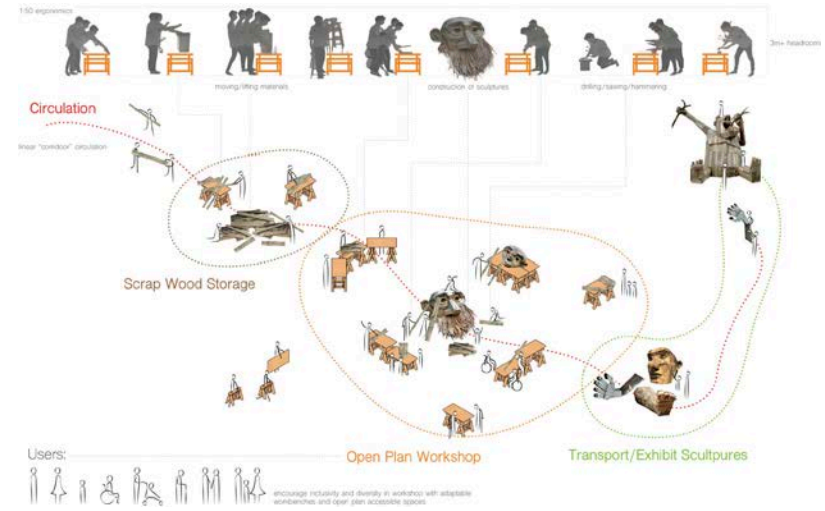 1:50 ergonomics
3m+ headrooms
moving/lifting materials
construction of sculptures
drilling/sawing/hammering
Circulation
linear "corridoor" circulation
Scrap Wood Storage
Users:
Open Plan Workshop
Transport/Exhibit Scultpures
encourage inclusivity and diversity in workshop with adaptable
workbenches and open plan accessible spaces